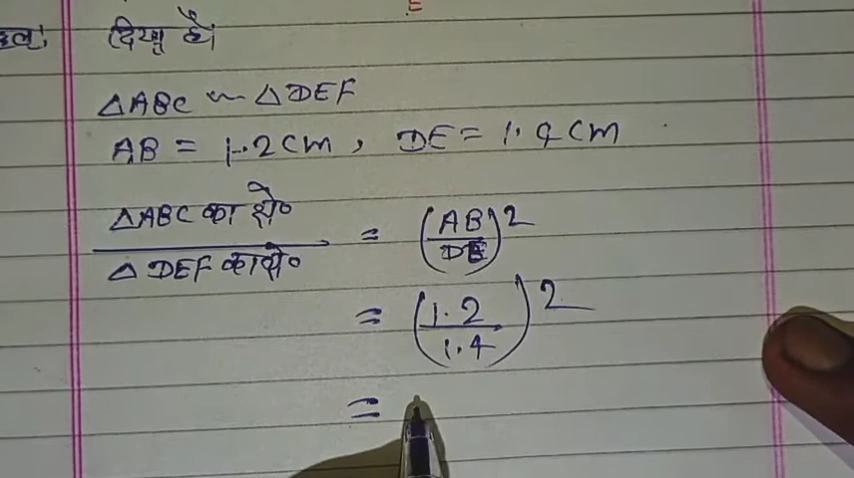 हल: दिया है।
△ABC ~ △DEF
AB = 1.2 cm, DE = 1.4 cm
△ABC का क्षे० / △DEF का क्षे० = (AB/DE)2
= (1.2/1.4)2
=